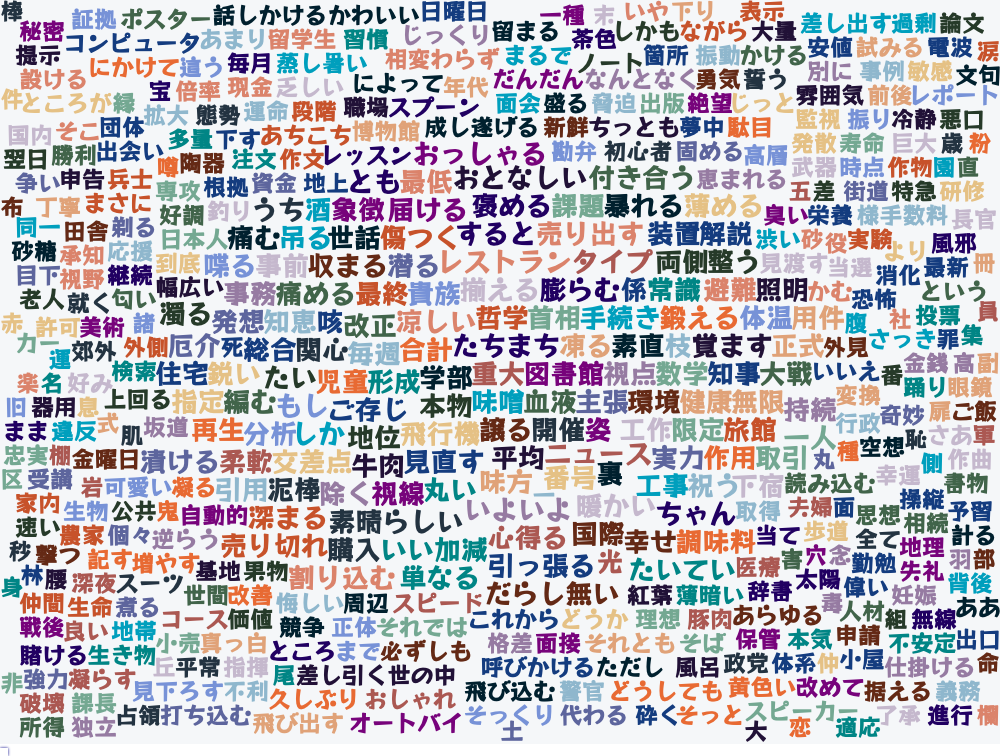 棒 証拠 ポスター 話しかける かわいい 日曜日 一種 末 いや 下り 表示
秘密 コンピュータ あまり 留学生 習慣 じっくり 留まる 茶色 しかも ながら 大量 差し出す 過剰 論文
提示 にかけて 違う 毎月 蒸し暑い 相変わらず まるで ノート 箇所 振動 かける 安値 試みる 電波 涙
設ける 宝 倍率 現金 乏しい によって 年代 だんだん なんとなく 勇気 誓う 別に 事例 敏感 文句
件 ところが 縁 拡大 態勢 運命 段階 職場 スプーン 面会 盛る 脅迫 出版 絶望 じっと 雰囲気 前後 レポート
国内 そこ 団体 多量 下す あちこち 博物館 成し遂げる 新鮮 ちっとも 夢中 駄目 監視 振り 冷静 悪口
翌日 勝利 出会い 噂 陶器 注文 作文 レッスン おっしゃる 勘弁 初心者 固める 高層 発散 寿命 巨大 歳 粉
争い 申告 兵士 専攻 根拠 資金 地上 とも 最低 おとなしい 付き合う 恵まれる 武器 時点 作物 園 直
布 丁寧 まさに 好調 釣り うち 酒 象徴 届ける 褒める 課題 暴れる 薄める 五 差 街道 特急 研修
同一 田舎 剃る 日本人 痛む 吊る 世話 傷つく すると 売り出す 装置 解説 臭い 栄養 様 手数料 長官
砂糖 承知 応援 到底 喋る 事前 収まる 潜る レストラン タイプ 両側 整う 渋い 砂 役 実験 より 風邪
目下 視野 継続 幅広い 事務 痛める 最終 貴族 揃える 膨らむ 係 常識 避難 照明 かむ 見渡す 当選 消化 最新 冊
老人 就く 匂い 濁る 発想 知恵 咳 改正 涼しい 哲学 首相 手続き 鍛える 体温 用件 腹 恐怖 という
赤 許可 美術 諸 郊外 外側 厄介 死 総合 関心 毎週 合計 たちまち 凍る 素直 枝 覚ます 正式 外見 社 投票 員
カー 運 検索 住宅 鋭い たい 児童 形成 学部 重大 図書館 視点 数学 知事 大戦 いいえ 番 さっき 罪 集
楽 名 好み 上回る 指定 編む もし ご存じ 本物 味噌 血液 主張 環境 健康 無限 持続 変換 金銭 高 副
旧 器用 息 式 肌 坂道 再生 分析 しか 地位 飛行機 譲る 開催 姿 工作 限定 旅館 一人 行政 奇妙 踊り 眼鏡
まま 違反 金曜日 漬ける 柔軟 交差点 牛肉 見直す 平均 ニュース 実力 作用 取引 丸 種 空想 恥 扉 ご飯
忠実 棚 岩 可愛い 凝る 引用 泥棒 除く 視線 丸い 味方 一 番号 裏 工事 祝う 下宿 読み込む 幸運 側 さあ 軍 作曲
区 受験 家内 生物 公共 鬼 自動的 深まる 素晴らしい いよいよ 暖かい ちゃん 取得 夫婦 面 思想 操縦 書物
速い 農家 個々 逆らう 売り切れ 購入 いい加減 心得る 国際 幸せ 調味料 当て 歩道 全て 相続 予習 計る
秒 撃つ 記す 増やす 基地 果物 割り込む 単なる 引っ張る 光 たいてい 医療 害 穴 念 勤勉 地理 羽 部
身 林 腰 深夜 スーツ 世間 改善 悔しい 周辺 スピード だらし無い 紅葉 薄暗い 辞書 太陽 偉い 失礼 背後
仲間 生命 煮る コース 価値 競争 正体 それでは これから どうか 理想 豚肉 あらゆる 毒 人材 妊娠 組 無線 ああ
戦後 良い 地帯 小売 真っ白 ところ まで 必ずしも 格差 面接 それとも そば 保管 本気 申請 不安定 出口
賭ける 生き物 丘 平常 指揮 尾 差し引く 世の中 呼びかける ただし 風呂 政党 体系 仲 小屋 仕掛ける 命
非 強力 凝らす 見下ろす 不利 久しぶり おしゃれ 飛び込む 警官 どうしても 黄色い 改めて 据える 義務
破壊 課長 占領 打ち込む 飛び出す オートバイ そっくり 代わる 砕く そっと スピーカー 了承 進行 欄
所得 独立 土 大 恋 適応